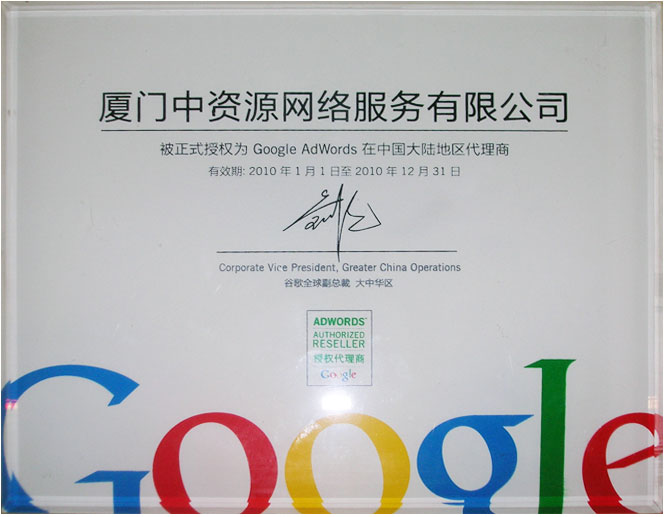 厦门中资源网络服务有限公司
被正式授权为 Google AdWords 在中国大陆地区代理商
有效期: 2010 年 1 月 1 日至 2010 年 12 月 31 日
Corporate Vice President, Greater China Operations
谷歌全球副总裁 大中华区
ADWORDS™
AUTHORIZED
RESELLER
授权代理商
Google
Google